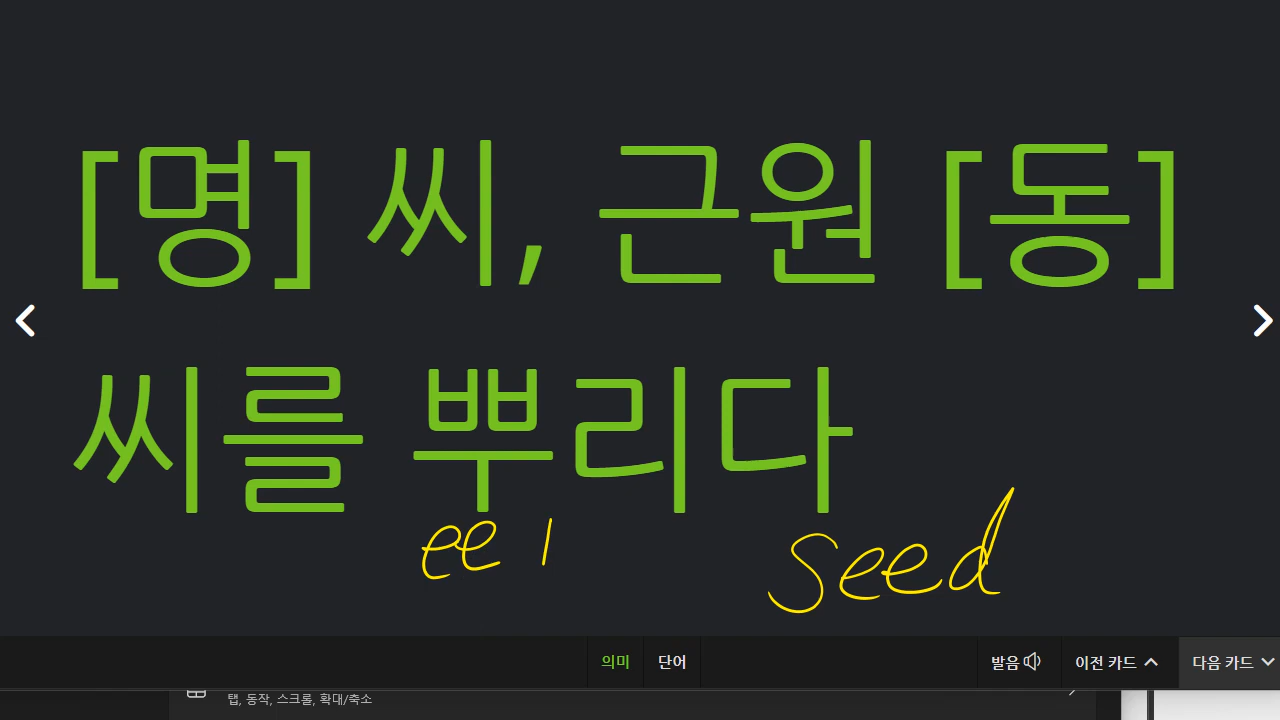 [명] 씨, 근원 [동]
씨를 뿌리다
ee l
seed
의미 단어 발음 이전 카드 다음 카드
탭, 동작, 스크롤, 확대/축소